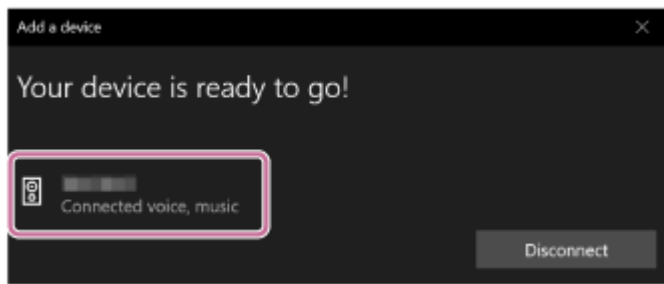 Add a device
Your device is ready to go!
Connected voice, music
Disconnect